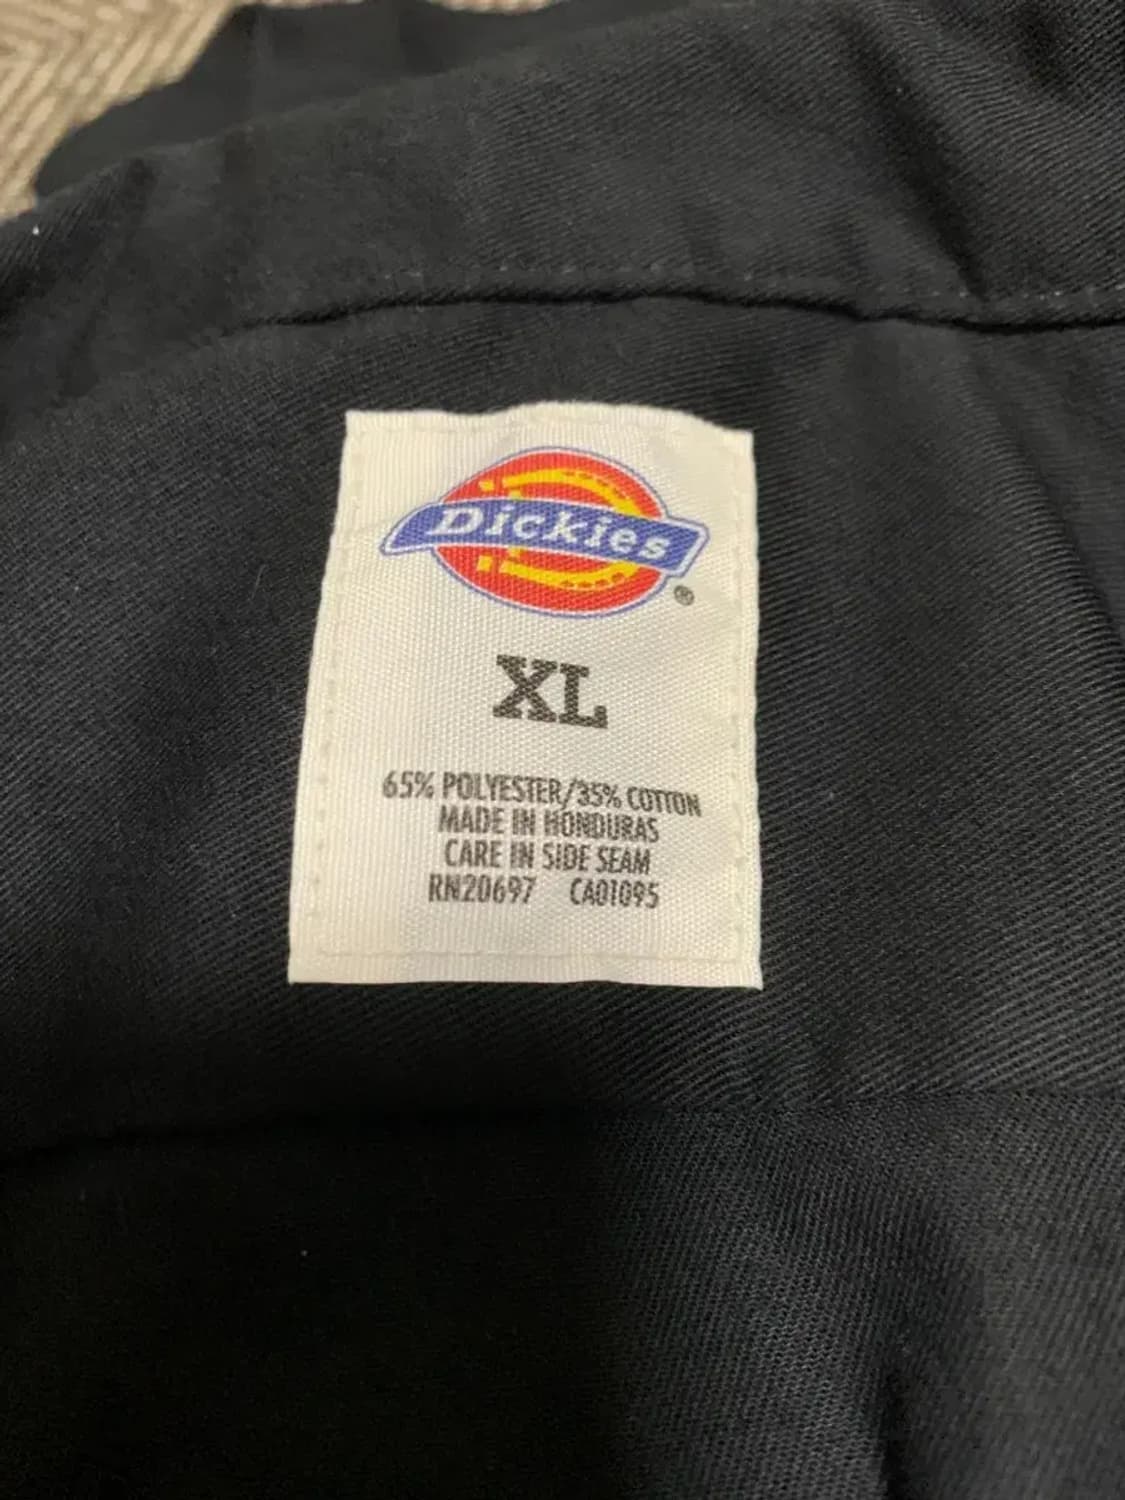 Dickies
®
XL
65% POLYESTER/35% COTTON
MADE IN HONDURAS
CARE IN SIDE SEAM
RN20697 CA01095